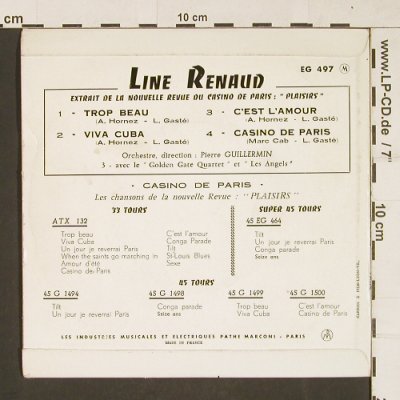 10 cm
LINE RENAUD
EG 497 M
EXTRAIT DE LA NOUVELLE REVUE DU CASINO DE PARIS : "PLAISIRS"
1 - TROP BEAU
(A. Hornez - L. Gasté)
2 - VIVA CUBA
(A. Hornez - L. Gasté)
3 - C'EST L'AMOUR
(A. Hornez - L. Gasté)
4 - CASINO DE PARIS
(Marc Cab - L. Gasté)
Orchestre, direction : Pierre GUILLERMIN
3 - avec le "Golden Gate Quartet" et "Les Angels"
- CASINO DE PARIS -
Les chansons de la nouvelle Revue : "PLAISIRS"
33 TOURS
ATX 132
Trop beau
Viva Cuba
Un jour je reverrai Paris
When the saints go marching in
Amour d'été
Casino de Paris
C'est l'amour
Conga Parade
Tilt
St-Louis Blues
Sexe
SUPER 45 TOURS
45 EG 464
Tilt
Un jour je reverrai Paris
Conga parade
Seize ans
45 TOURS
45 G 1494
Tilt
Un jour je reverrai Paris
45 G 1498
Conga parade
Seize ans
45 G 1499
Trop beau
Viva Cuba
45 G 1500
C'est l'amour
Casino de Paris
LES INDUSTRIES MUSICALES ET ELECTRIQUES PATHE MARCONI - PARIS
MADE IN FRANCE
www.LP-CD.de / 7"
10 cm